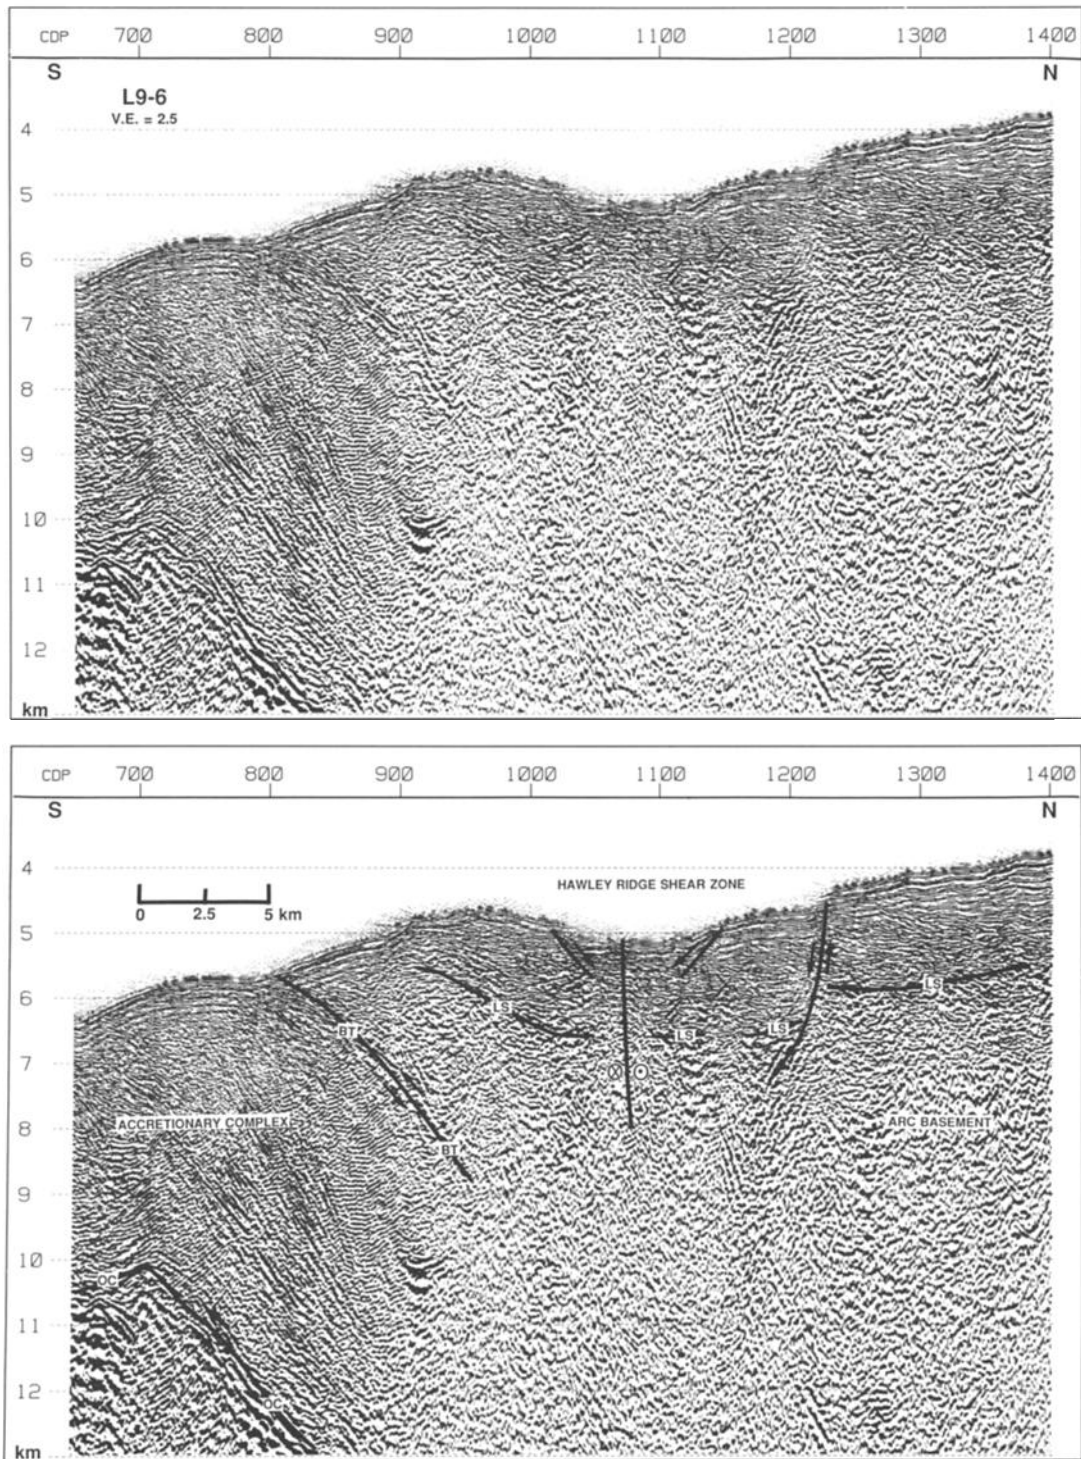 CDP 700 800 900 1000 1100 1200 1300 1400
S N
L9-6
V.E. = 2.5
4
5
6
7
8
9
10
11
12
km
CDP 700 800 900 1000 1100 1200 1300 1400
S N
4
HAWLEY RIDGE SHEAR ZONE
0 2.5 5 km
5
6
LS
LS
BT
LS
LS
7
8
ACCRETIONARY COMPLEX
ARC BASEMENT
BT
9
10
OC
11
12
OC
km